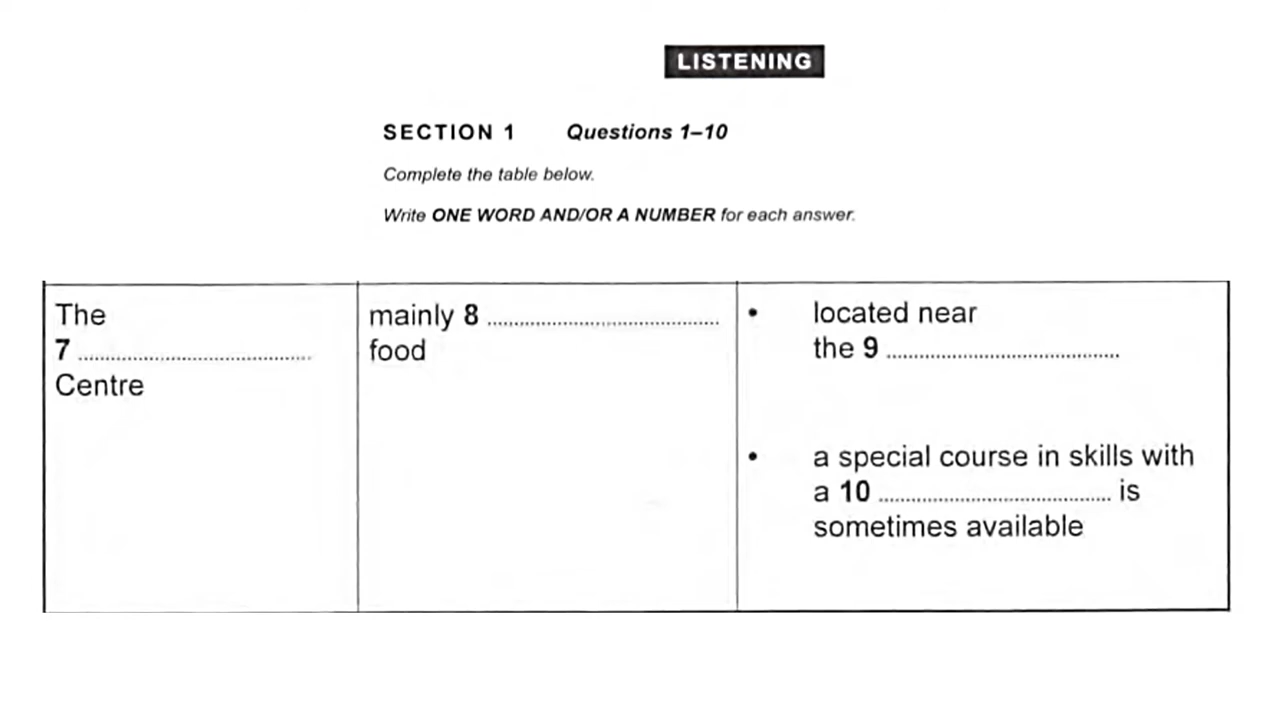 LISTENING
SECTION 1 Questions 1–10
Complete the table below.
Write ONE WORD AND/OR A NUMBER for each answer.
The
7 ........................................
Centre
mainly 8 ........................................
food
• located near
the 9 ........................................
• a special course in skills with
a 10 ........................................ is
sometimes available